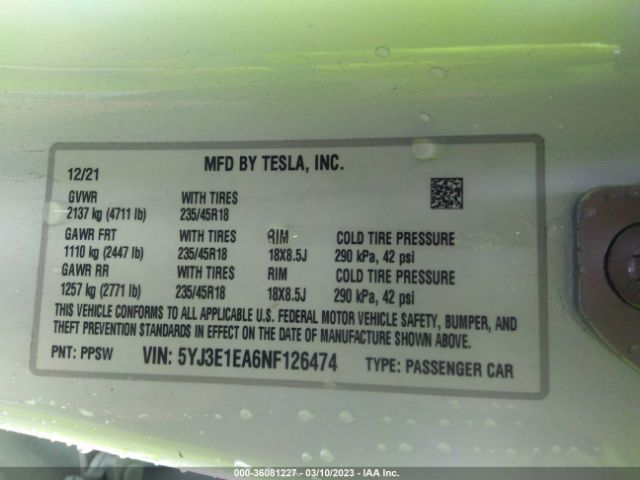 12/21 MFD BY TESLA, INC.
GVWR WITH TIRES
2137 kg (4711 lb) 235/45R18
GAWR FRT WITH TIRES RIM COLD TIRE PRESSURE
1110 kg (2447 lb) 235/45R18 18X8.5J 290 kPa, 42 psi
GAWR RR WITH TIRES RIM COLD TIRE PRESSURE
1257 kg (2771 lb) 235/45R18 18X8.5J 290 kPa, 42 psi
THIS VEHICLE CONFORMS TO ALL APPLICABLE U.S. FEDERAL MOTOR VEHICLE SAFETY, BUMPER, AND
THEFT PREVENTION STANDARDS IN EFFECT ON THE DATE OF MANUFACTURE SHOWN ABOVE.
PNT: PPSW VIN: 5YJ3E1EA6NF126474 TYPE: PASSENGER CAR
000-36081227 - 03/10/2023 - IAA Inc.